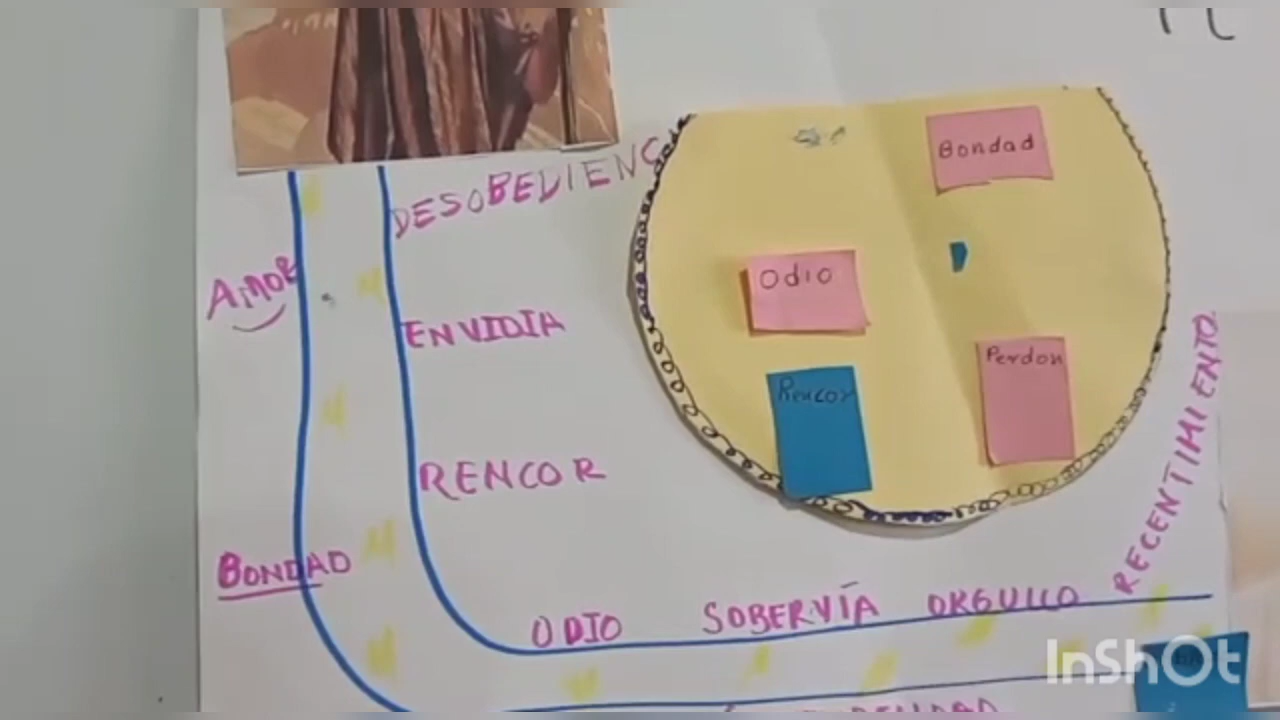 DESOBEDIENC
Bondad
AMOR
Odio
ENVIDIA
Perdon
Rencor
RENCOR
RECENTIMIENTO
BONDAD
ODIO SOBERVÍA ORGULLO
InShOt